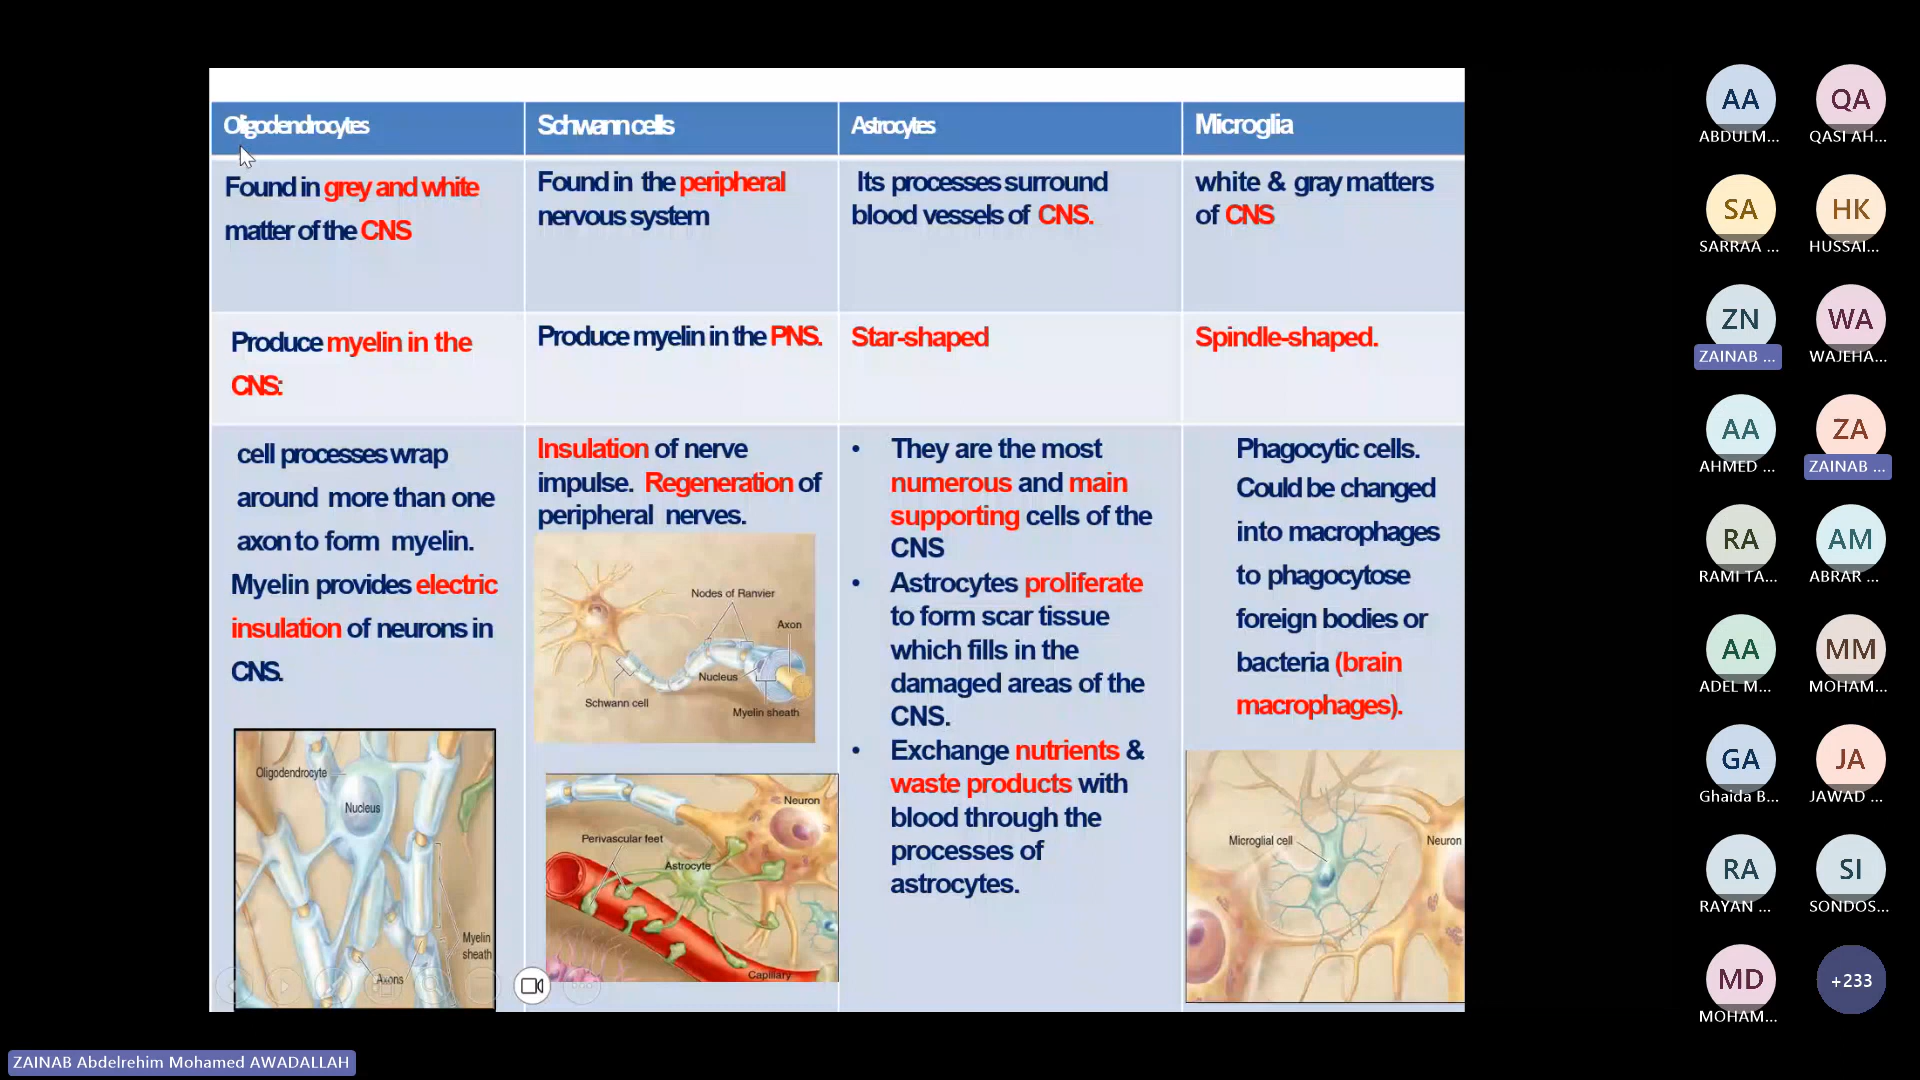 Oligodendrocytes
Schwann cells
Astrocytes
Microglia
Found in grey and white
matter of the CNS
Found in the peripheral
nervous system
Its processes surround
blood vessels of CNS.
white & gray matters
of CNS
Produce myelin in the
CNS:
Produce myelin in the PNS.
Star-shaped
Spindle-shaped.
cell processes wrap
around more than one
axon to form myelin.
Myelin provides electric
insulation of neurons in
CNS.
Oligodendrocyte
Nucleus
Myelin
sheath
Axons
Insulation of nerve
impulse. Regeneration of
peripheral nerves.
Nodes of Ranvier
Axon
Nucleus
Schwann cell
Myelin sheath
Neuron
Perivascular feet
Astrocyte
Capillary
• They are the most
numerous and main
supporting cells of the
CNS
• Astrocytes proliferate
to form scar tissue
which fills in the
damaged areas of the
CNS.
• Exchange nutrients &
waste products with
blood through the
processes of
astrocytes.
Phagocytic cells.
Could be changed
into macrophages
to phagocytose
foreign bodies or
bacteria (brain
macrophages).
Microglial cell
Neuron
AA
ABDULM...
QA
QASI AH...
SA
SARRAA ...
HK
HUSSAI...
ZN
ZAINAB ...
WA
WAJEHA...
AA
AHMED ...
ZA
ZAINAB ...
RA
RAMI TA...
AM
ABRAR ...
AA
ADEL M...
MM
MOHAM...
GA
Ghaida B...
JA
JAWAD ...
RA
RAYAN ...
SI
SONDOS...
MD
MOHAM...
+233
ZAINAB Abdelrehim Mohamed AWADALLAH